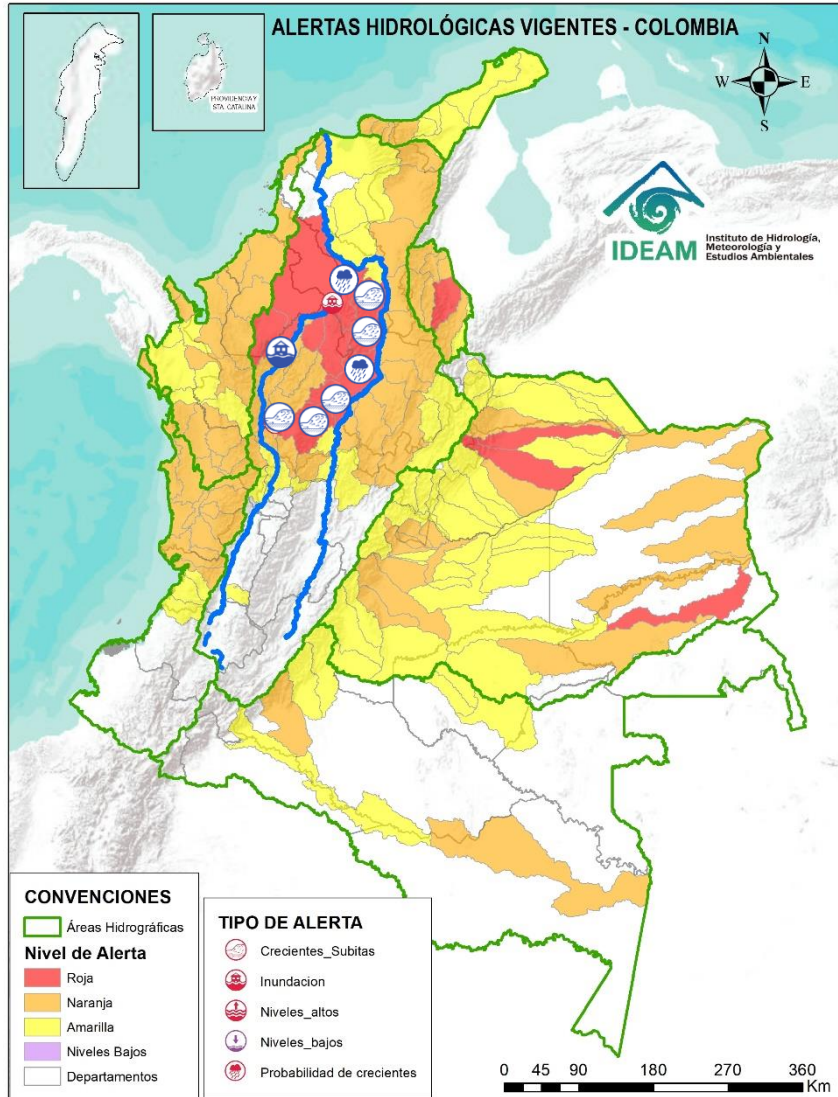 ALERTAS HIDROLÓGICAS VIGENTES - COLOMBIA
PROVIDENCIA Y
STA. CATALINA
N
W
E
S
IDEAM
Instituto de Hidrología,
Meteorología y
Estudios Ambientales
CONVENCIONES
Áreas Hidrográficas
Nivel de Alerta
Roja
Naranja
Amarilla
Niveles Bajos
Departamentos
TIPO DE ALERTA
Crecientes_Subitas
Inundacion
Niveles_altos
Niveles_bajos
Probabilidad de crecientes
0 45 90 180 270 360
Km